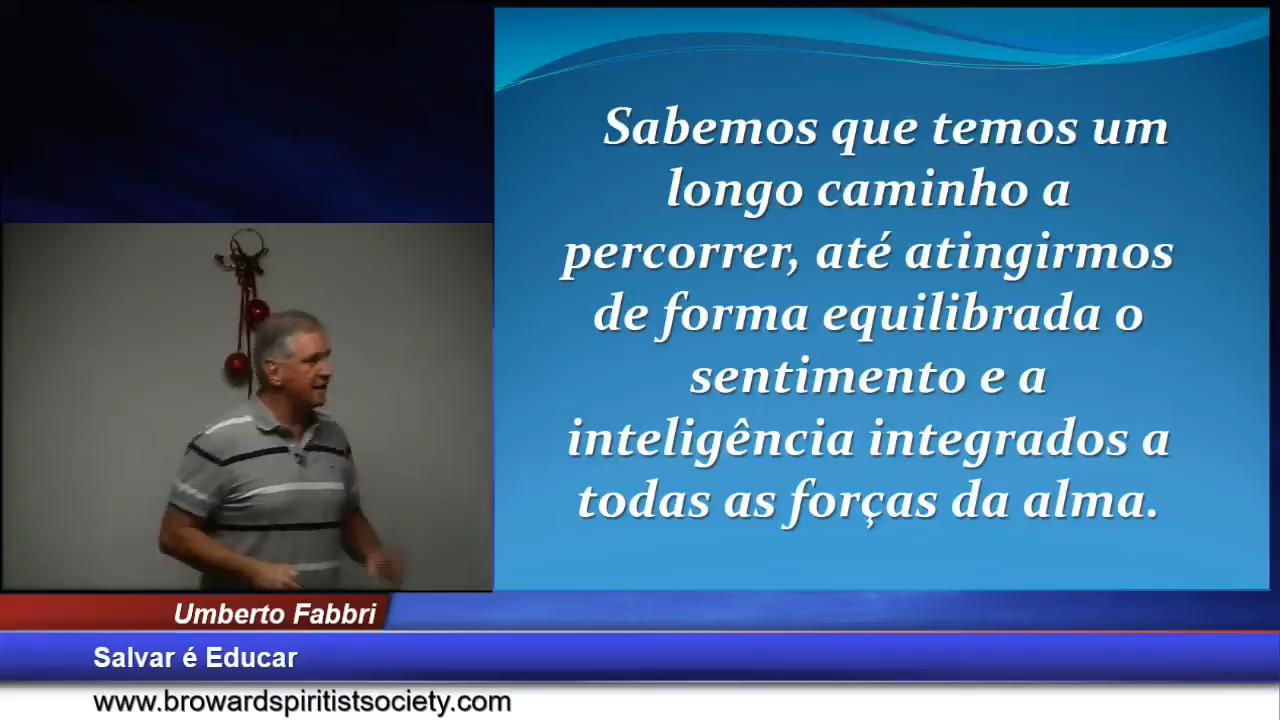 Sabemos que temos um
longo caminho a
percorrer, até atingirmos
de forma equilibrada o
sentimento e a
inteligência integrados a
todas as forças da alma.
Umberto Fabbri
Salvar é Educar
www.browardspiritistsociety.com